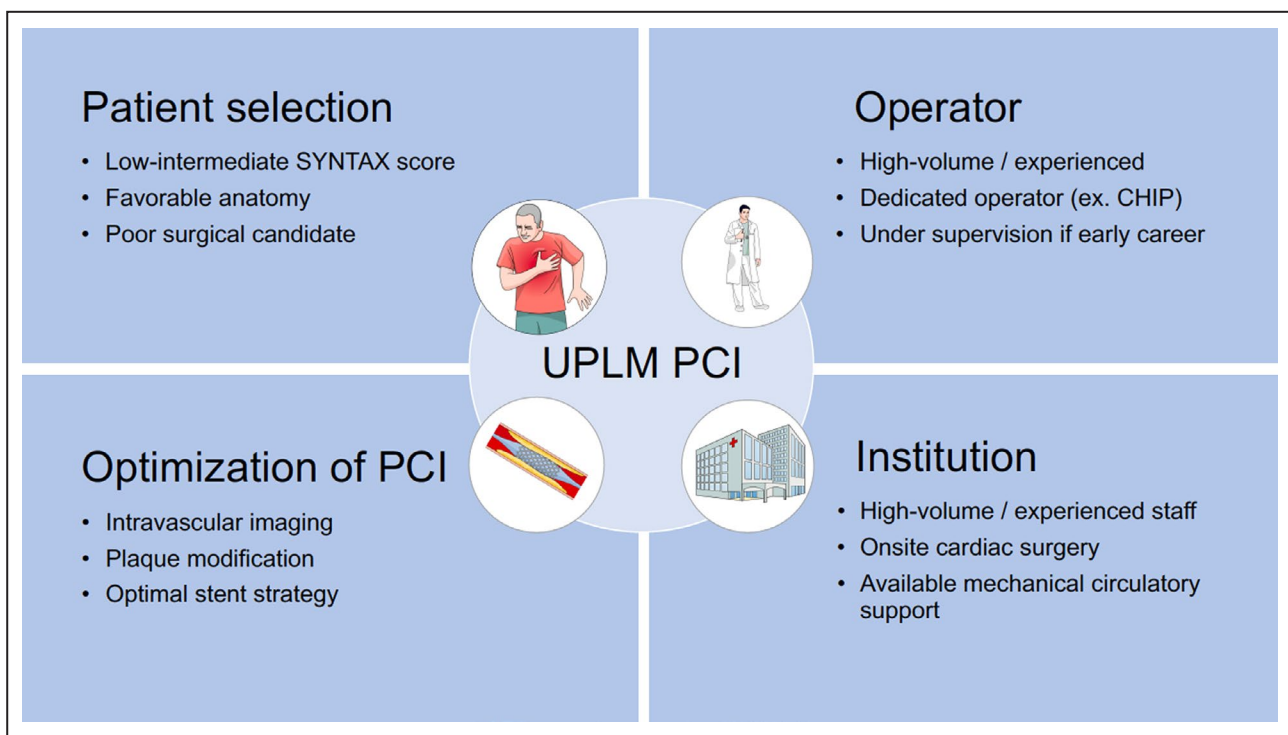 Patient selection
• Low-intermediate SYNTAX score
• Favorable anatomy
• Poor surgical candidate
Operator
• High-volume / experienced
• Dedicated operator (ex. CHIP)
• Under supervision if early career
UPLM PCI
Optimization of PCI
• Intravascular imaging
• Plaque modification
• Optimal stent strategy
Institution
• High-volume / experienced staff
• Onsite cardiac surgery
• Available mechanical circulatory
support